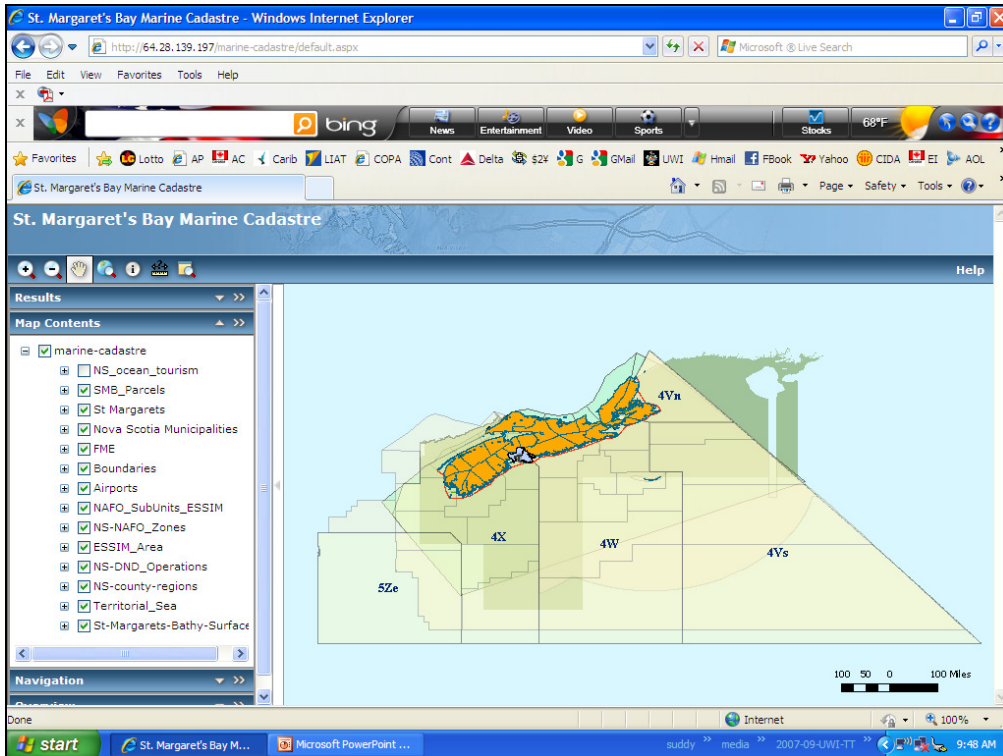 St. Margaret's Bay Marine Cadastre - Windows Internet Explorer
http://64.28.139.197/marine-cadastre/default.aspx
Microsoft ® Live Search
File Edit View Favorites Tools Help
x
x bing News Entertainment Video Sports Stocks 68°F
Favorites Lotto AP AC Carib LIAT COPA Cont Delta $2¥ G GMail UWI Hmail FBook Yahoo CIDA EI AOL
St. Margaret's Bay Marine Cadastre Page Safety Tools
St. Margaret's Bay Marine Cadastre
Help
Results
Map Contents
marine-cadastre
NS_ocean_tourism
SMB_Parcels
St Margarets
Nova Scotia Municipalities
FME
Boundaries
Airports
NAFO_SubUnits_ESSIM
NS-NAFO_Zones
ESSIM_Area
NS-DND_Operations
NS-county-regions
Territorial_Sea
St-Margarets-Bathy-Surface
Navigation
4Vn
4X
4W
4Vs
5Ze
100 50 0 100 Miles
Done Internet 100%
start St. Margaret's Bay M... Microsoft PowerPoint ... suddy » media » 2007-09-UWI-TT » 9:48 AM